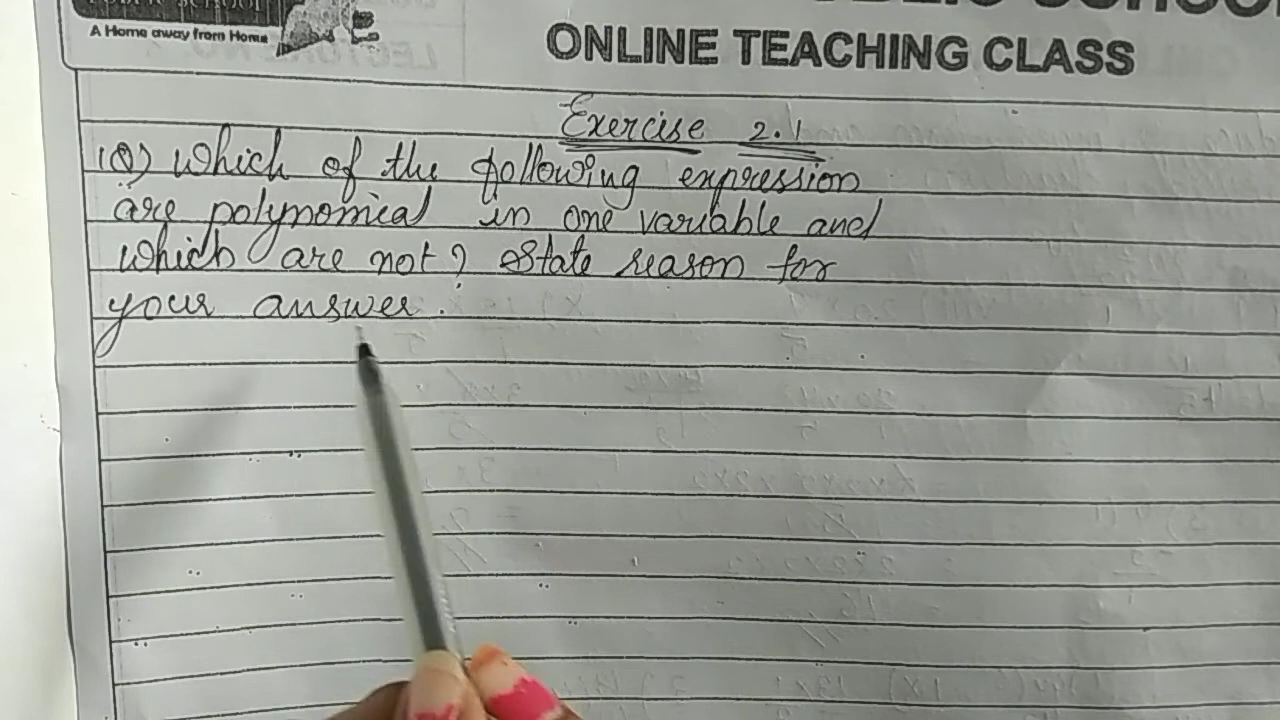 A Home away from Home
ONLINE TEACHING CLASS
Exercise 2.1
1Q) Which of the following expression
are polynomical in one variable and
which are not? State reason for
your answer.